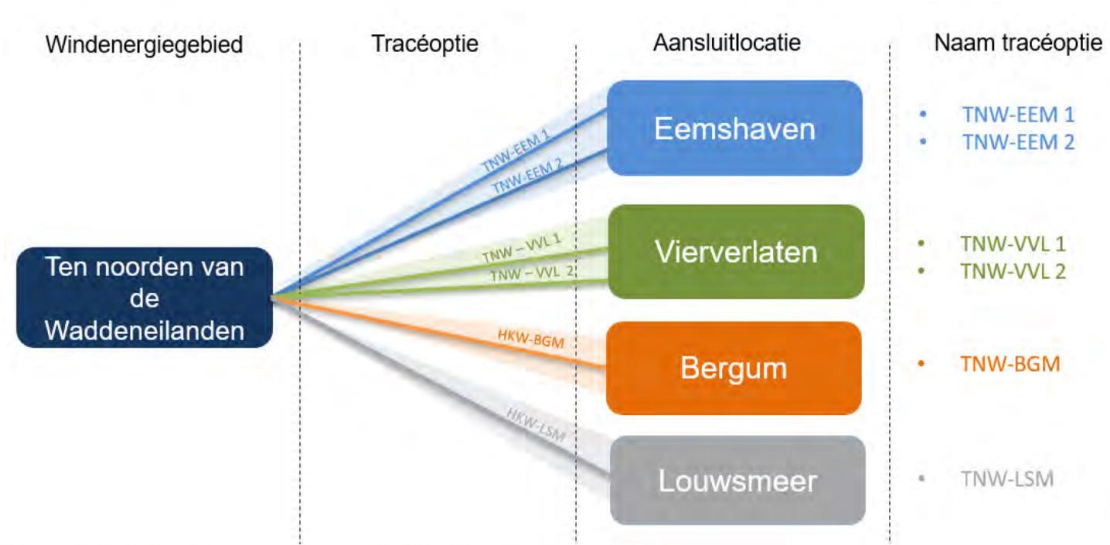 Windenergiegebied
Tracéoptie
Aansluitlocatie
Naam tracéoptie
Ten noorden van
de
Waddeneilanden
TNW-EEM 1
TNW-EEM 2
TNW – VVL 1
TNW – VVL 2
HKW-BGM
HKW-LSM
Eemshaven
Vierverlaten
Bergum
Louwsmeer
• TNW-EEM 1
• TNW-EEM 2
• TNW-VVL 1
• TNW-VVL 2
• TNW-BGM
• TNW-LSM